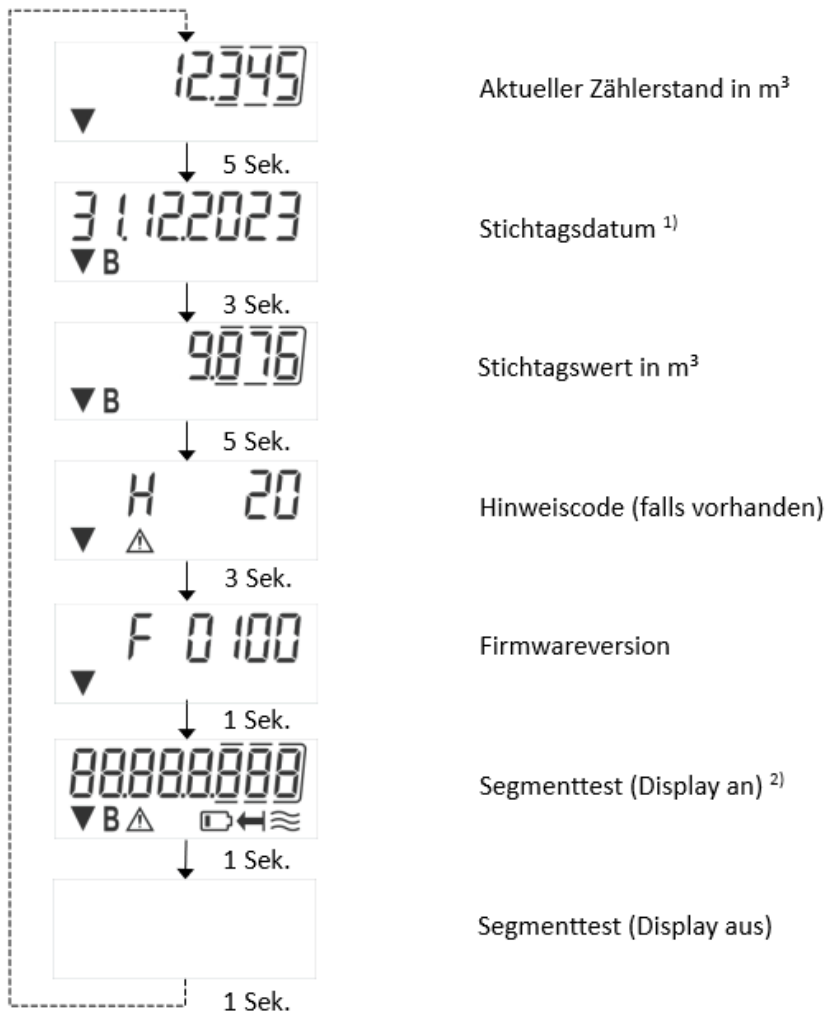 12.345
Aktueller Zählerstand in m³
5 Sek.
31.12.2023
B
Stichtagsdatum ¹⁾
3 Sek.
9.876
B
Stichtagswert in m³
5 Sek.
H 20
Hinweiscode (falls vorhanden)
3 Sek.
F 0100
Firmwareversion
1 Sek.
88.88.8.888
B
Segmenttest (Display an) ²⁾
1 Sek.
Segmenttest (Display aus)
1 Sek.